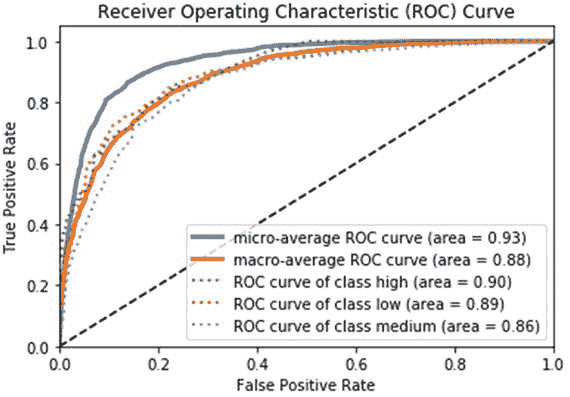 Receiver Operating Characteristic (ROC) Curve
1.0
0.8
0.6
0.4
0.2
0.0
True Positive Rate
micro-average ROC curve (area = 0.93)
macro-average ROC curve (area = 0.88)
ROC curve of class high (area = 0.90)
ROC curve of class low (area = 0.89)
ROC curve of class medium (area = 0.86)
0.0 0.2 0.4 0.6 0.8 1.0
False Positive Rate